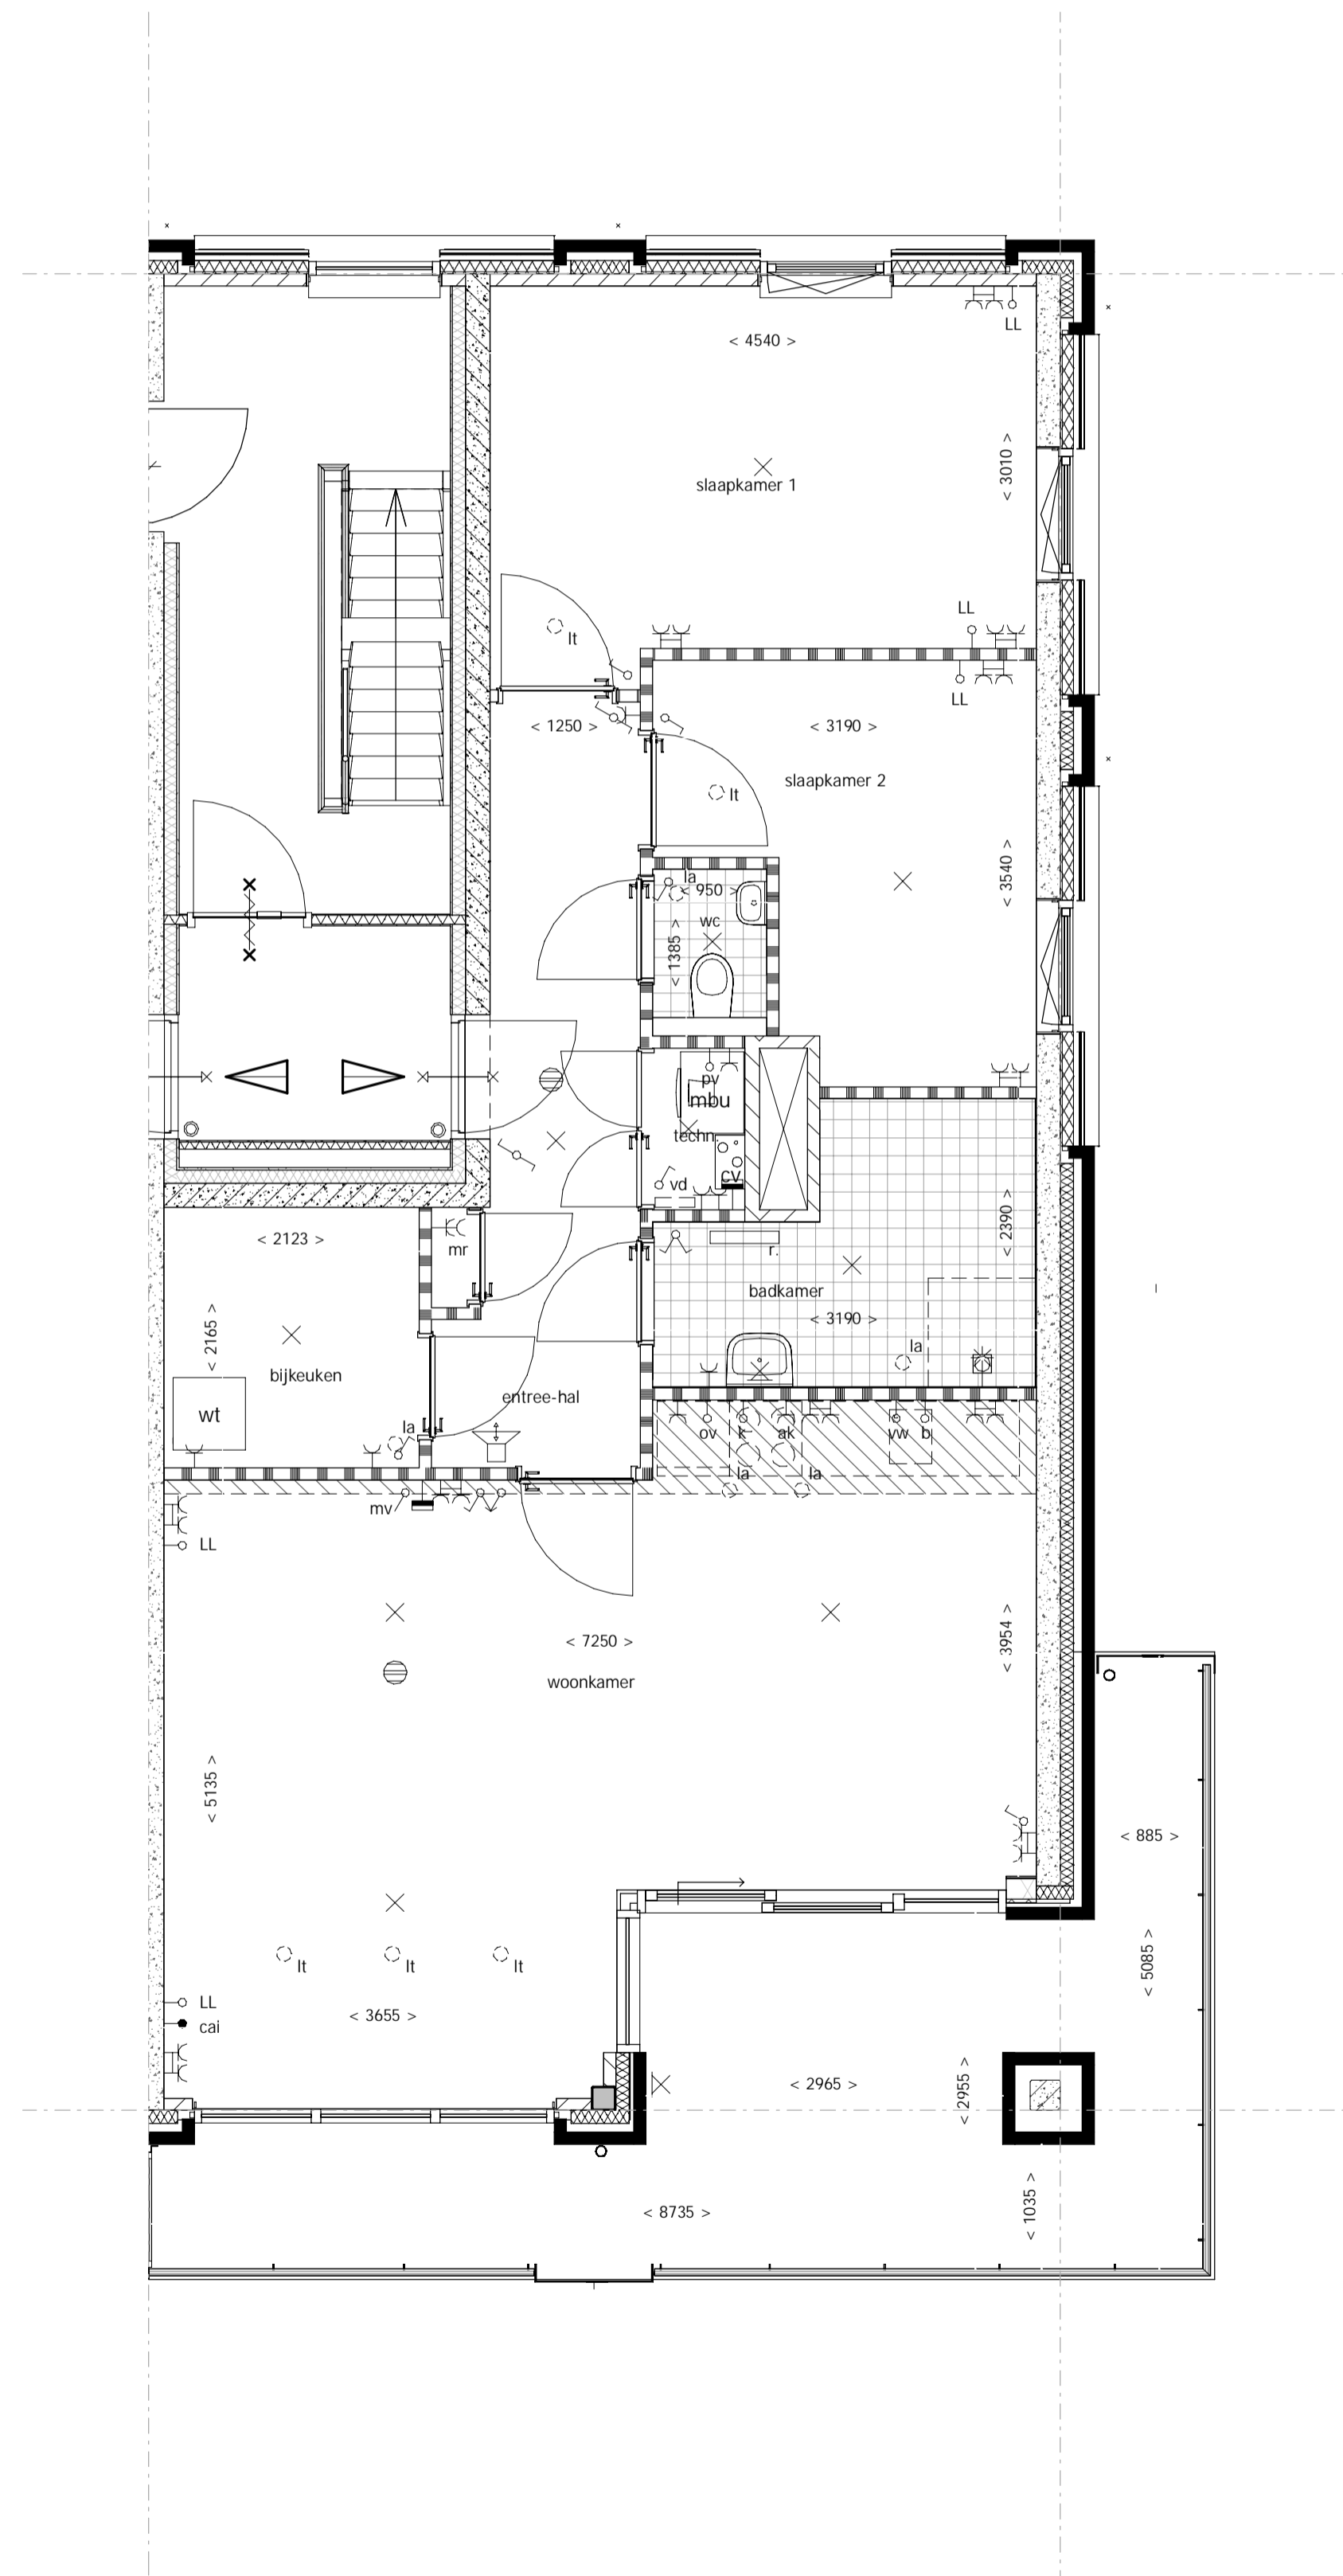 LL
< 4540 >
< 3010 >
slaapkamer 1
LL
lt
LL
< 1250 >
< 3190 >
slaapkamer 2
lt
< 3540 >
la
< 950 >
wc
< 1385 >
pv
mbu
techn.
cv
vd
< 2390 >
< 2123 >
mr
r.
badkamer
< 3190 >
< 2165 >
la
bijkeuken
entree-hal
wt
la
ov
k
ak
vw
b
la
la
mv
LL
< 3954 >
< 7250 >
woonkamer
< 5135 >
< 885 >
< 5085 >
lt
lt
lt
LL
cai
< 3655 >
< 2965 >
< 2955 >
< 1035 >
< 8735 >